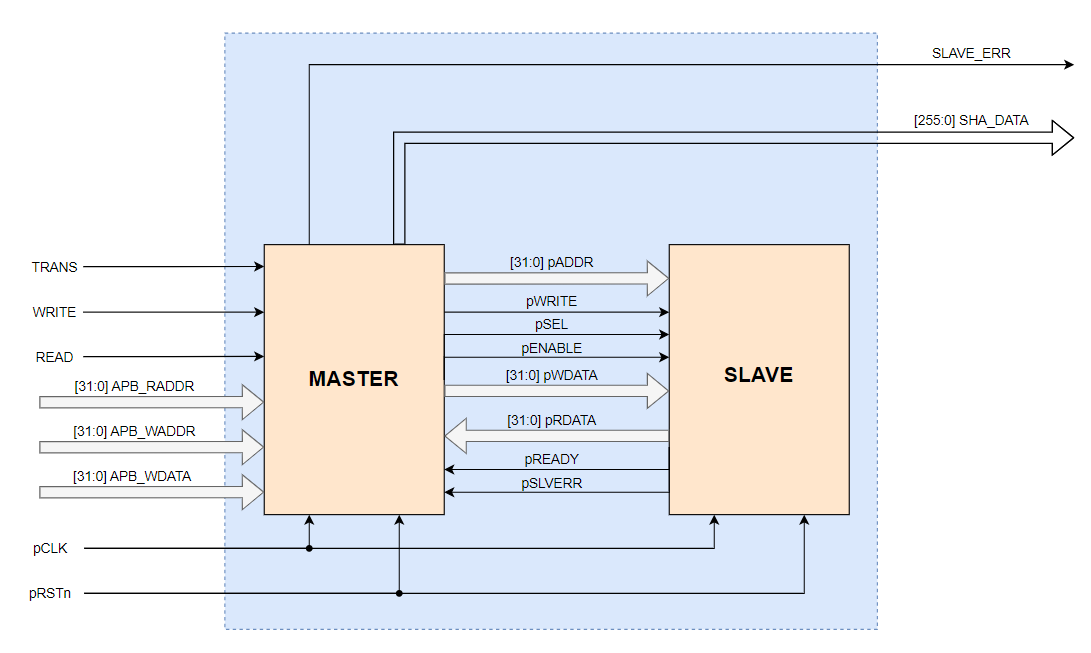 SLAVE_ERR
[255:0] SHA_DATA
TRANS
WRITE
READ
[31:0] APB_RADDR
[31:0] APB_WADDR
[31:0] APB_WDATA
pCLK
pRSTn
MASTER
[31:0] pADDR
pWRITE
pSEL
pENABLE
[31:0] pWDATA
[31:0] pRDATA
pREADY
pSLVERR
SLAVE